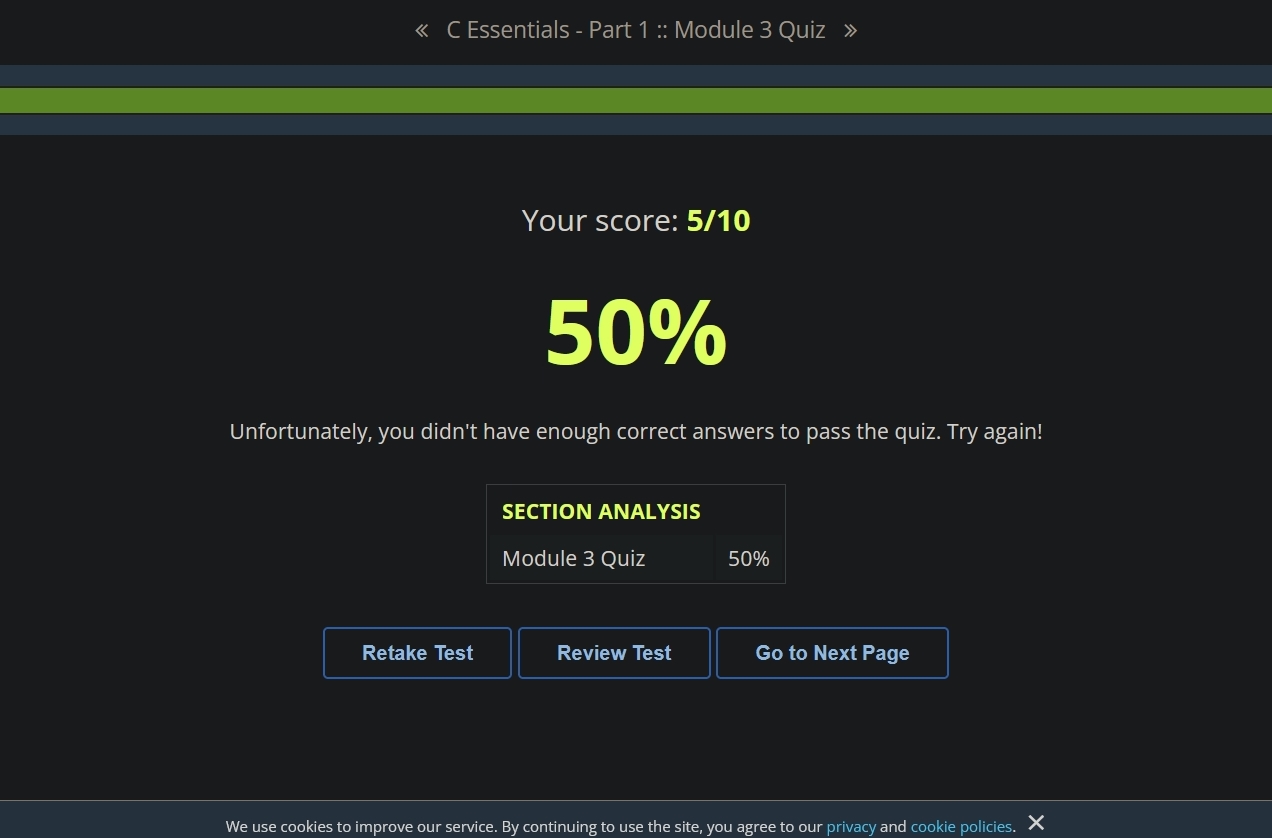 « C Essentials - Part 1 :: Module 3 Quiz »
Your score: 5/10
50%
Unfortunately, you didn't have enough correct answers to pass the quiz. Try again!
SECTION ANALYSIS
Module 3 Quiz 50%
Retake Test Review Test Go to Next Page
We use cookies to improve our service. By continuing to use the site, you agree to our privacy and cookie policies. ✕